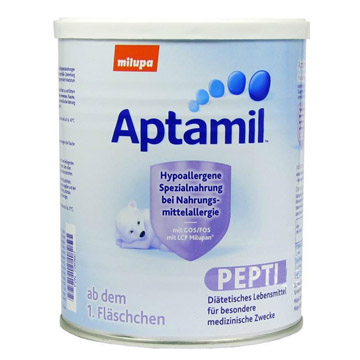 milupa
Aptamil™
Hypoallergene
Spezialnahrung
bei Nahrungs-
mittelallergie
mit GOS/FOS
mit LCP Milupan®
PEPTI
ab dem
1. Fläschchen
Diätetisches Lebensmittel
für besondere
medizinische Zwecke